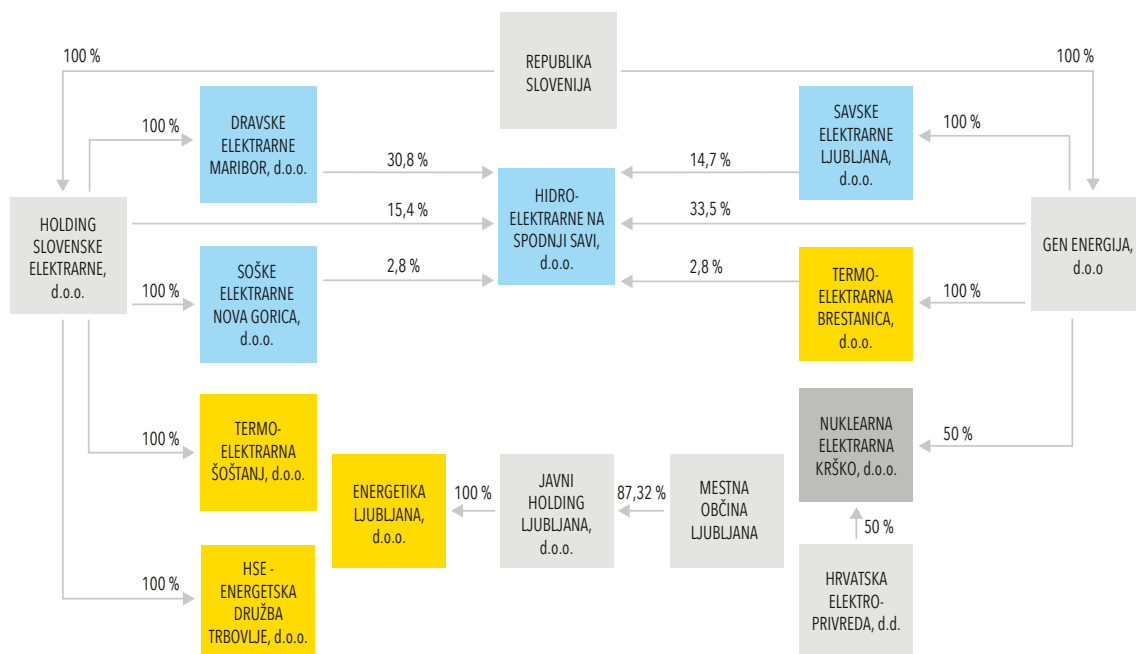 REPUBLIKA
SLOVENIJA
100 %
100 %
DRAVSKE
ELEKTRARNE
MARIBOR, d.o.o.
SAVSKE
ELEKTRARNE
LJUBLJANA,
d.o.o.
100 %
30,8 %
14,7 %
100 %
HOLDING
SLOVENSKE
ELEKTRARNE,
d.o.o.
15,4 %
HIDRO-
ELEKTRARNE NA
SPODNJI SAVI,
d.o.o.
33,5 %
GEN ENERGIJA,
d.o.o
SOŠKE
ELEKTRARNE
NOVA GORICA,
d.o.o.
100 %
2,8 %
2,8 %
TERMO-
ELEKTRARNA
BRESTANICA,
d.o.o.
100 %
TERMO-
ELEKTRARNA
ŠOŠTANJ, d.o.o.
100 %
NUKLEARNA
ELEKTRARNA
KRŠKO, d.o.o.
50 %
ENERGETIKA
LJUBLJANA,
d.o.o.
100 %
JAVNI
HOLDING
LJUBLJANA,
d.o.o.
87,32 %
MESTNA
OBČINA
LJUBLJANA
50 %
HSE -
ENERGETSKA
DRUŽBA
TRBOVLJE, d.o.o.
100 %
HRVATSKA
ELEKTRO-
PRIVREDA, d.d.